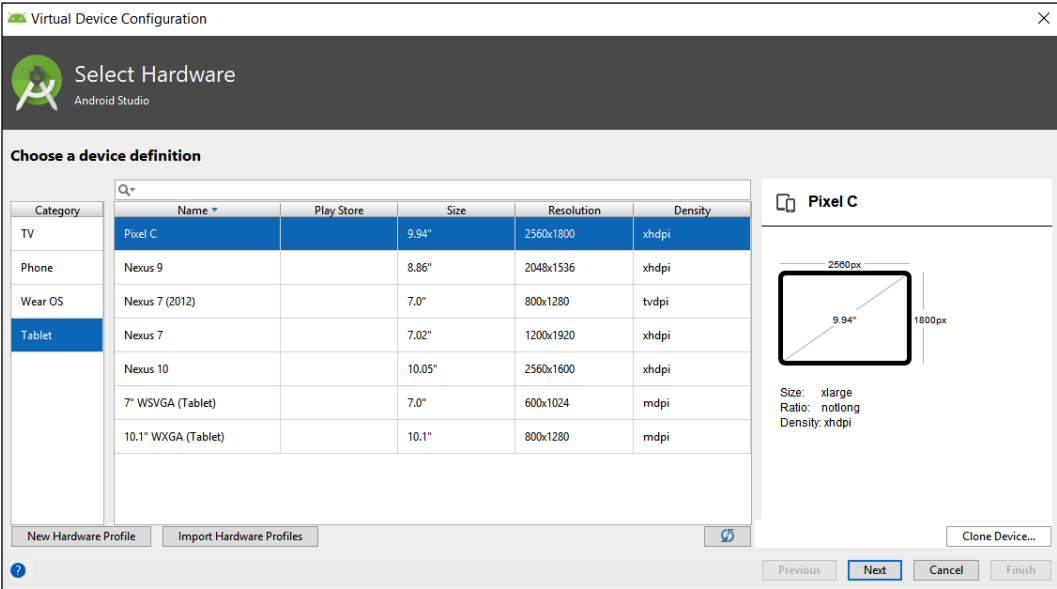 Virtual Device Configuration
Select Hardware
Android Studio
Choose a device definition
Category
TV
Phone
Wear OS
Tablet
Name Play Store Size Resolution Density
Pixel C 9.94" 2560x1800 xhdpi
Nexus 9 8.86" 2048x1536 xhdpi
Nexus 7 (2012) 7.0" 800x1280 tvdpi
Nexus 7 7.02" 1200x1920 xhdpi
Nexus 10 10.05" 2560x1600 xhdpi
7" WSVGA (Tablet) 7.0" 600x1024 mdpi
10.1" WXGA (Tablet) 10.1" 800x1280 mdpi
Pixel C
2560px
9.94"
1800px
Size: xlarge
Ratio: notlong
Density: xhdpi
New Hardware Profile Import Hardware Profiles Clone Device...
? Previous Next Cancel Finish